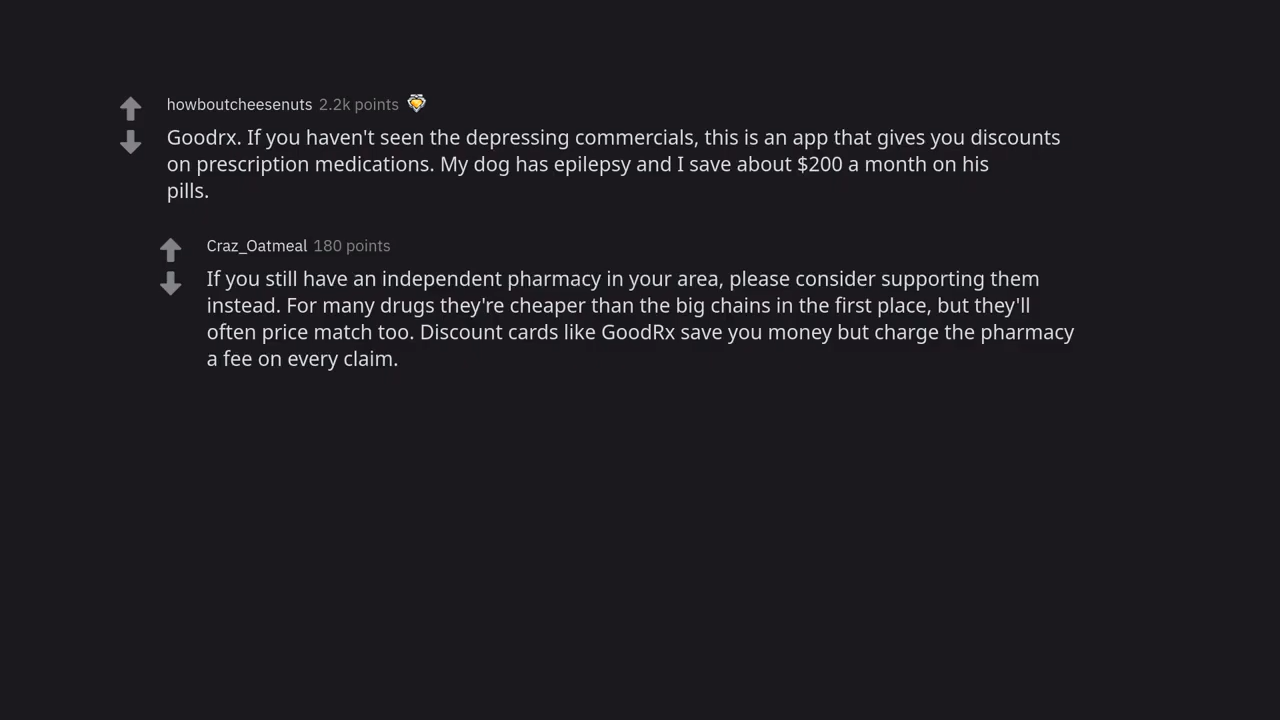 howboutcheesenuts 2.2k points
Goodrx. If you haven't seen the depressing commercials, this is an app that gives you discounts
on prescription medications. My dog has epilepsy and I save about $200 a month on his
pills.
Craz_Oatmeal 180 points
If you still have an independent pharmacy in your area, please consider supporting them
instead. For many drugs they're cheaper than the big chains in the first place, but they'll
often price match too. Discount cards like GoodRx save you money but charge the pharmacy
a fee on every claim.